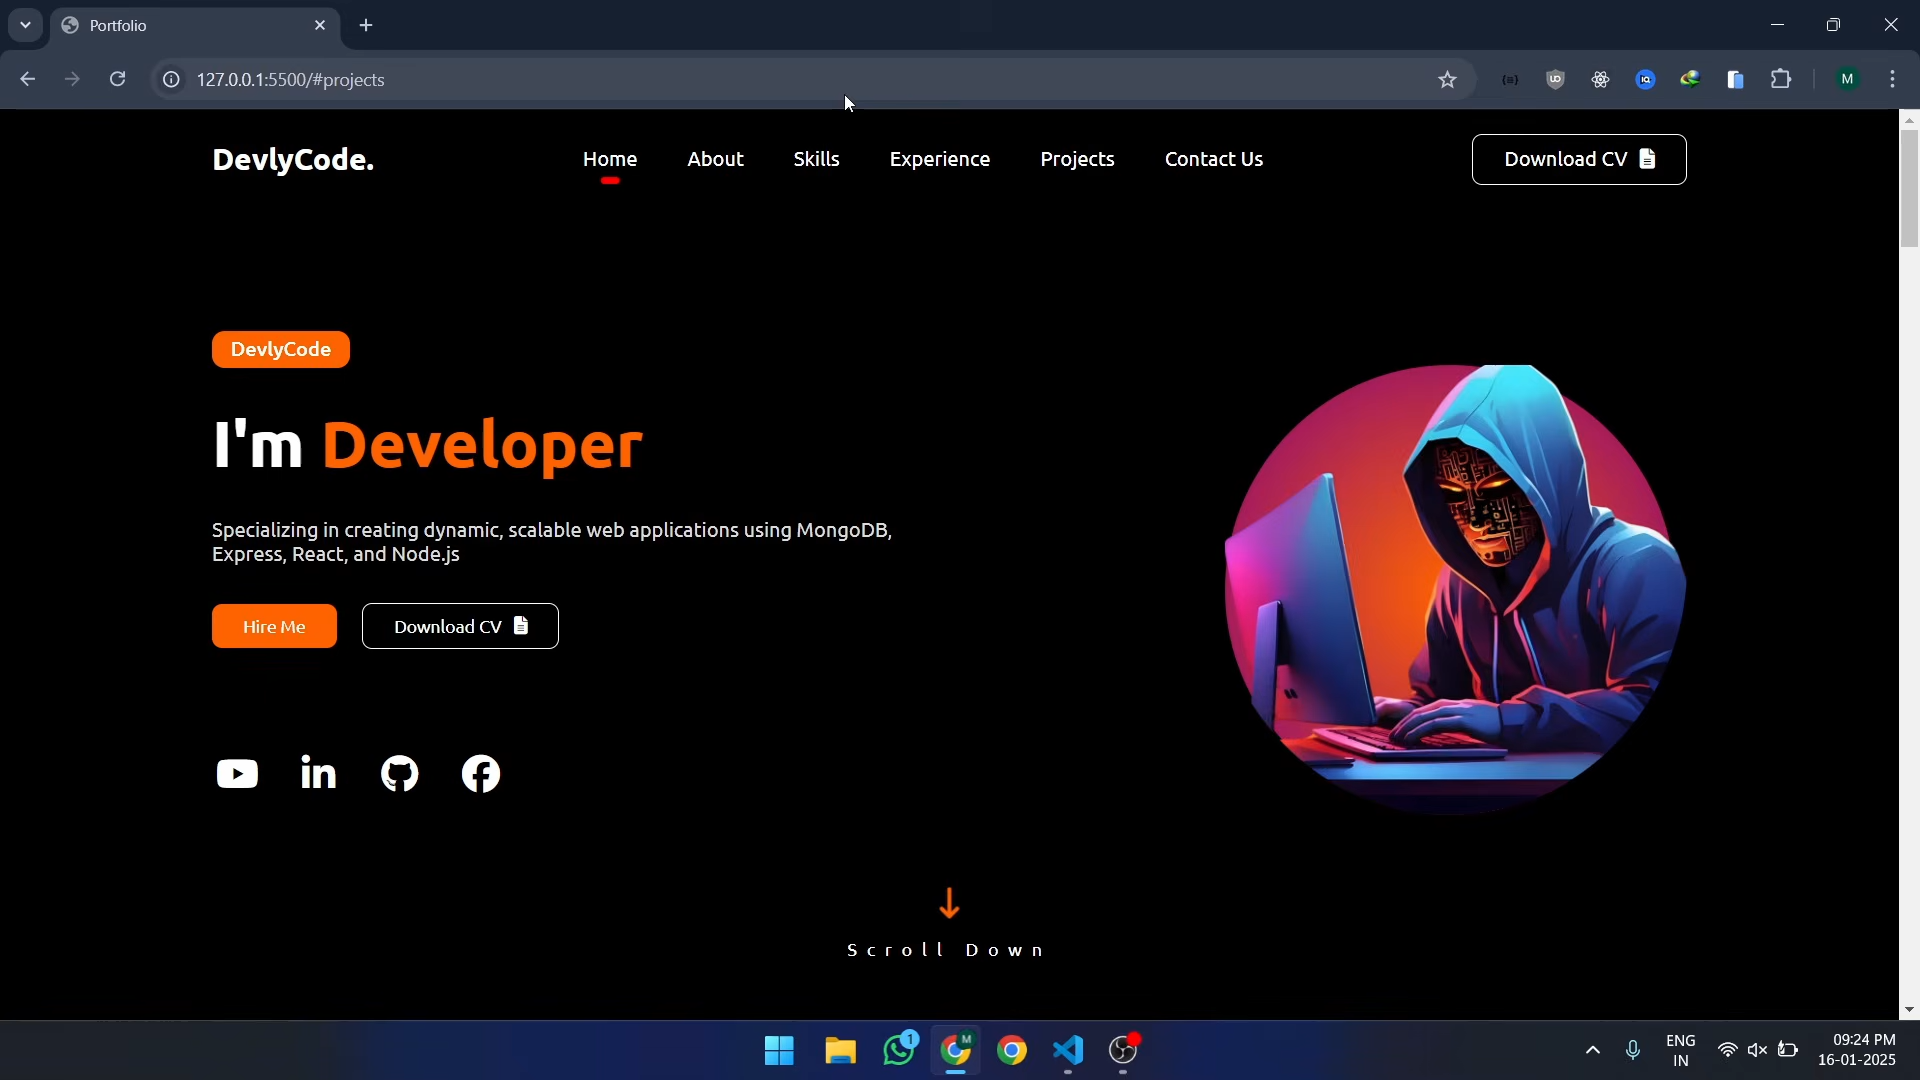 Portfolio
127.0.0.1:5500/#projects
M
DevlyCode.
Home
About
Skills
Experience
Projects
Contact Us
Download CV
DevlyCode
I'm Developer
Specializing in creating dynamic, scalable web applications using MongoDB,
Express, React, and Node.js
Hire Me
Download CV
in
Scroll Down
1
M
ENG
IN
09:24 PM
16-01-2025